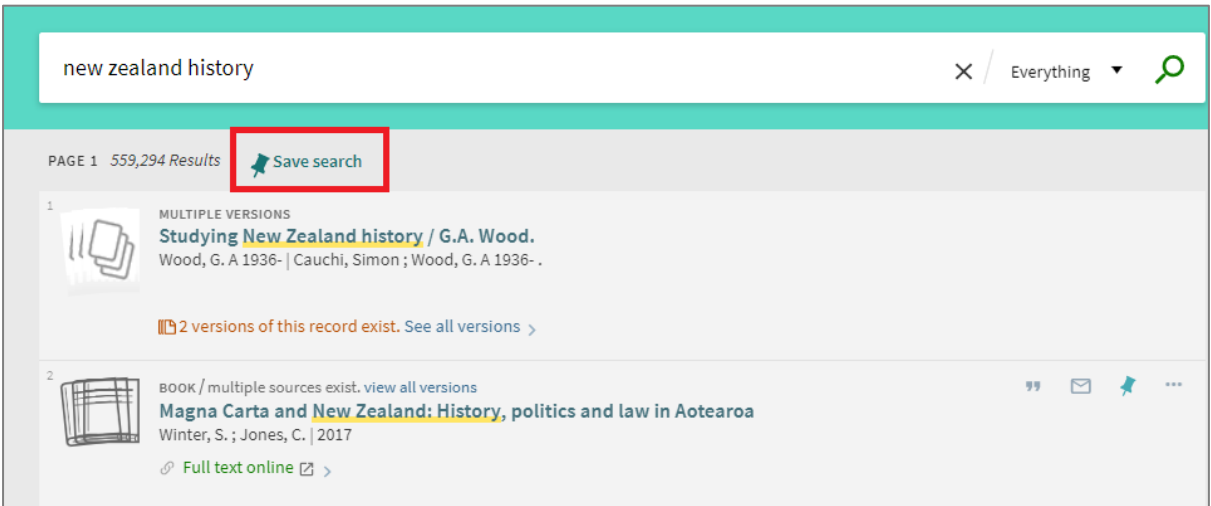 new zealand history
Everything
PAGE 1 559,294 Results Save search
1
MULTIPLE VERSIONS
Studying New Zealand history / G.A. Wood.
Wood, G. A 1936- | Cauchi, Simon ; Wood, G. A 1936- .
2 versions of this record exist. See all versions
2
BOOK / multiple sources exist. view all versions
Magna Carta and New Zealand: History, politics and law in Aotearoa
Winter, S. ; Jones, C. | 2017
Full text online